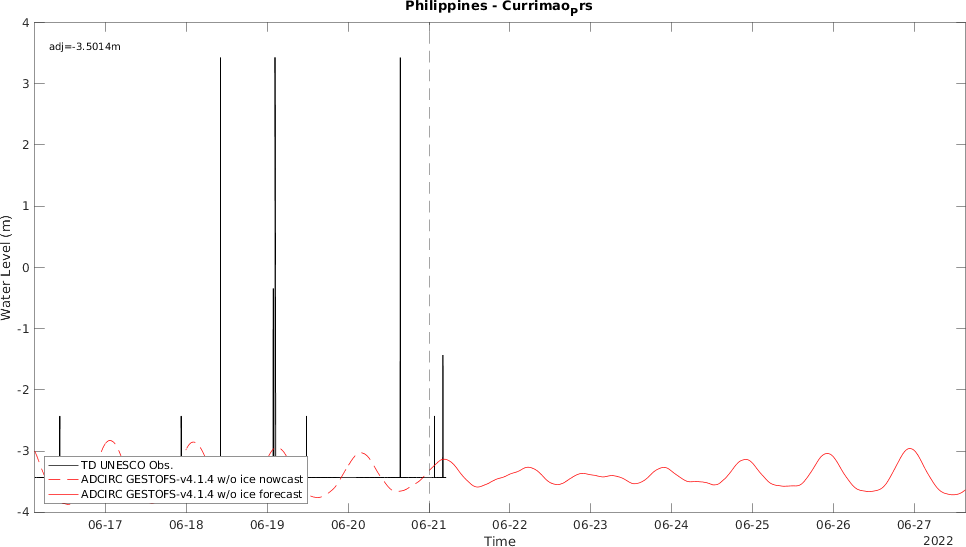 Philippines - Currimaoprs
adj=-3.5014m
Water Level (m)
4
3
2
1
0
-1
-2
-3
-4
TD UNESCO Obs.
ADCIRC GESTOFS-v4.1.4 w/o ice nowcast
ADCIRC GESTOFS-v4.1.4 w/o ice forecast
06-17 06-18 06-19 06-20 06-21 06-22 06-23 06-24 06-25 06-26 06-27
Time
2022